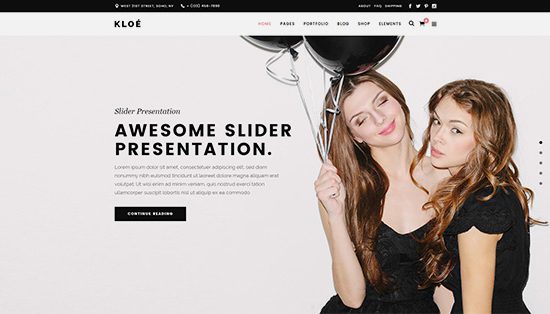 WEST 21ST STREET, SOHO, NY
ABOUT FAQ SHIPPING
KLOÉ
HOME PAGES PORTFOLIO BLOG SHOP ELEMENTS
Slider Presentation
AWESOME SLIDER
PRESENTATION.
Lorem ipsum dolor sit amet, consectetuer adipiscing elit, sed diam
nonummy nibh euismod tincidunt ut laoreet dolore magna aliquam erat
volutpat. Ut wisi enim ad minim veniam, quis nostrud exerci tation
ullamcorper suscipit lobortis nisl ut aliquip ex ea commodo
CONTINUE READING